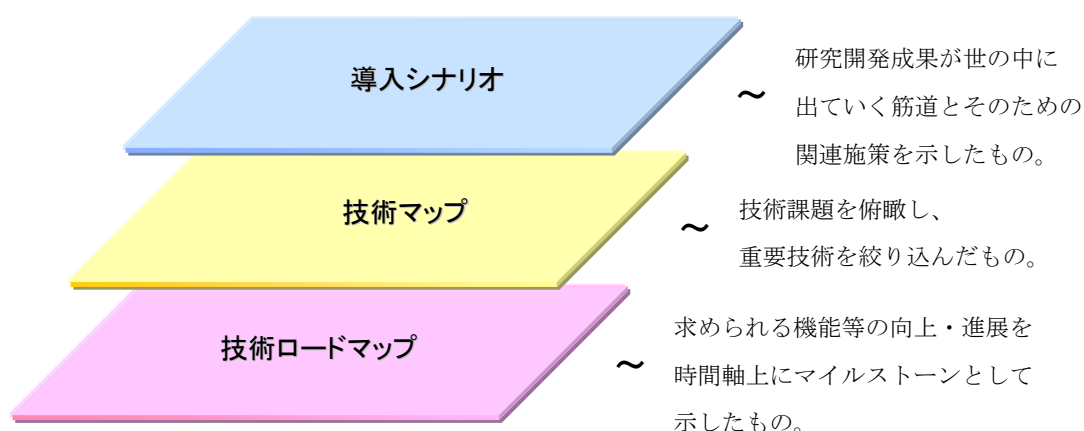 導入シナリオ
~
研究開発成果が世の中に
出ていく筋道とそのための
関連施策を示したもの。
技術マップ
~
技術課題を俯瞰し、
重要技術を絞り込んだもの。
技術ロードマップ
~
求められる機能等の向上・進展を
時間軸上にマイルストーンとして
示したもの。